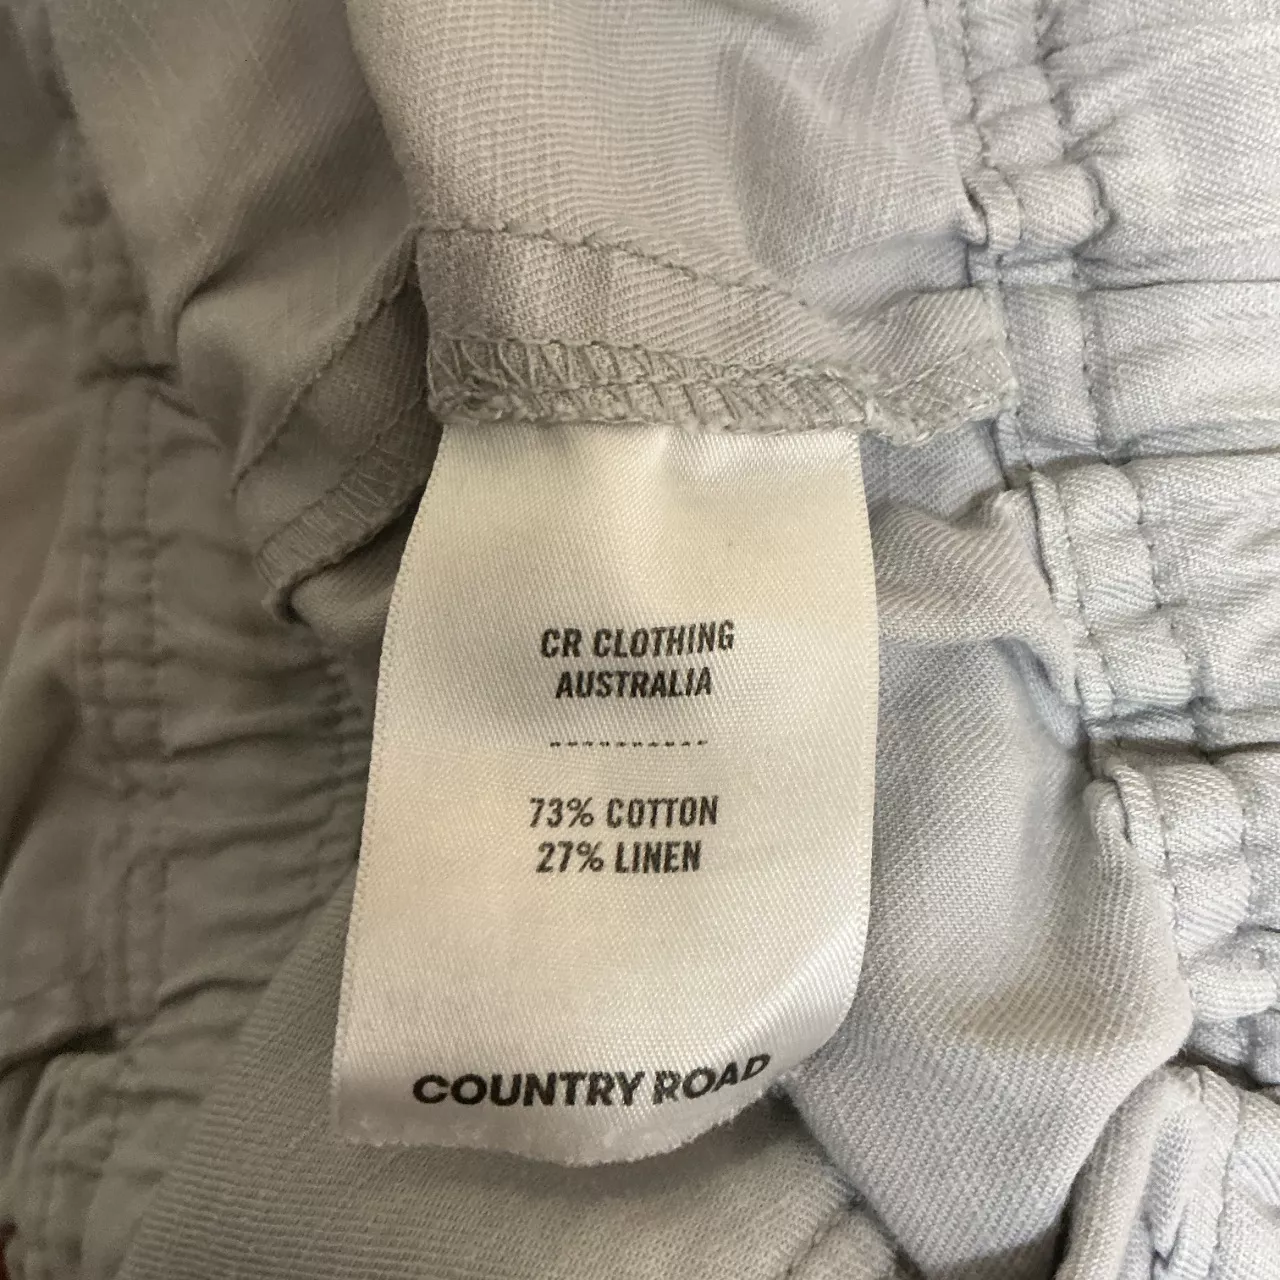 CR CLOTHING
AUSTRALIA
73% COTTON
27% LINEN
COUNTRY ROAD